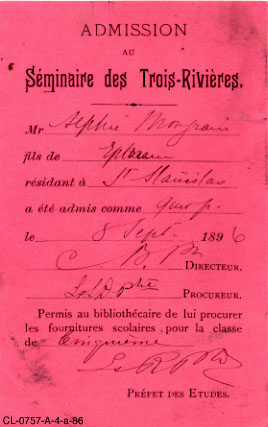 ADMISSION
AU
Séminaire des Trois-Rivières.
Mr Alphie Mongrain
fils de
résidant à St Stanislas
a été admis comme
le 8 Sept. 1896
DIRECTEUR.
Ptre PROCUREUR.
Permis au bibliothécaire de lui procurer
les fournitures scolaires pour la classe
de Cinquième
PRÉFET DES ETUDES.
CL-0757-A-4-a-86